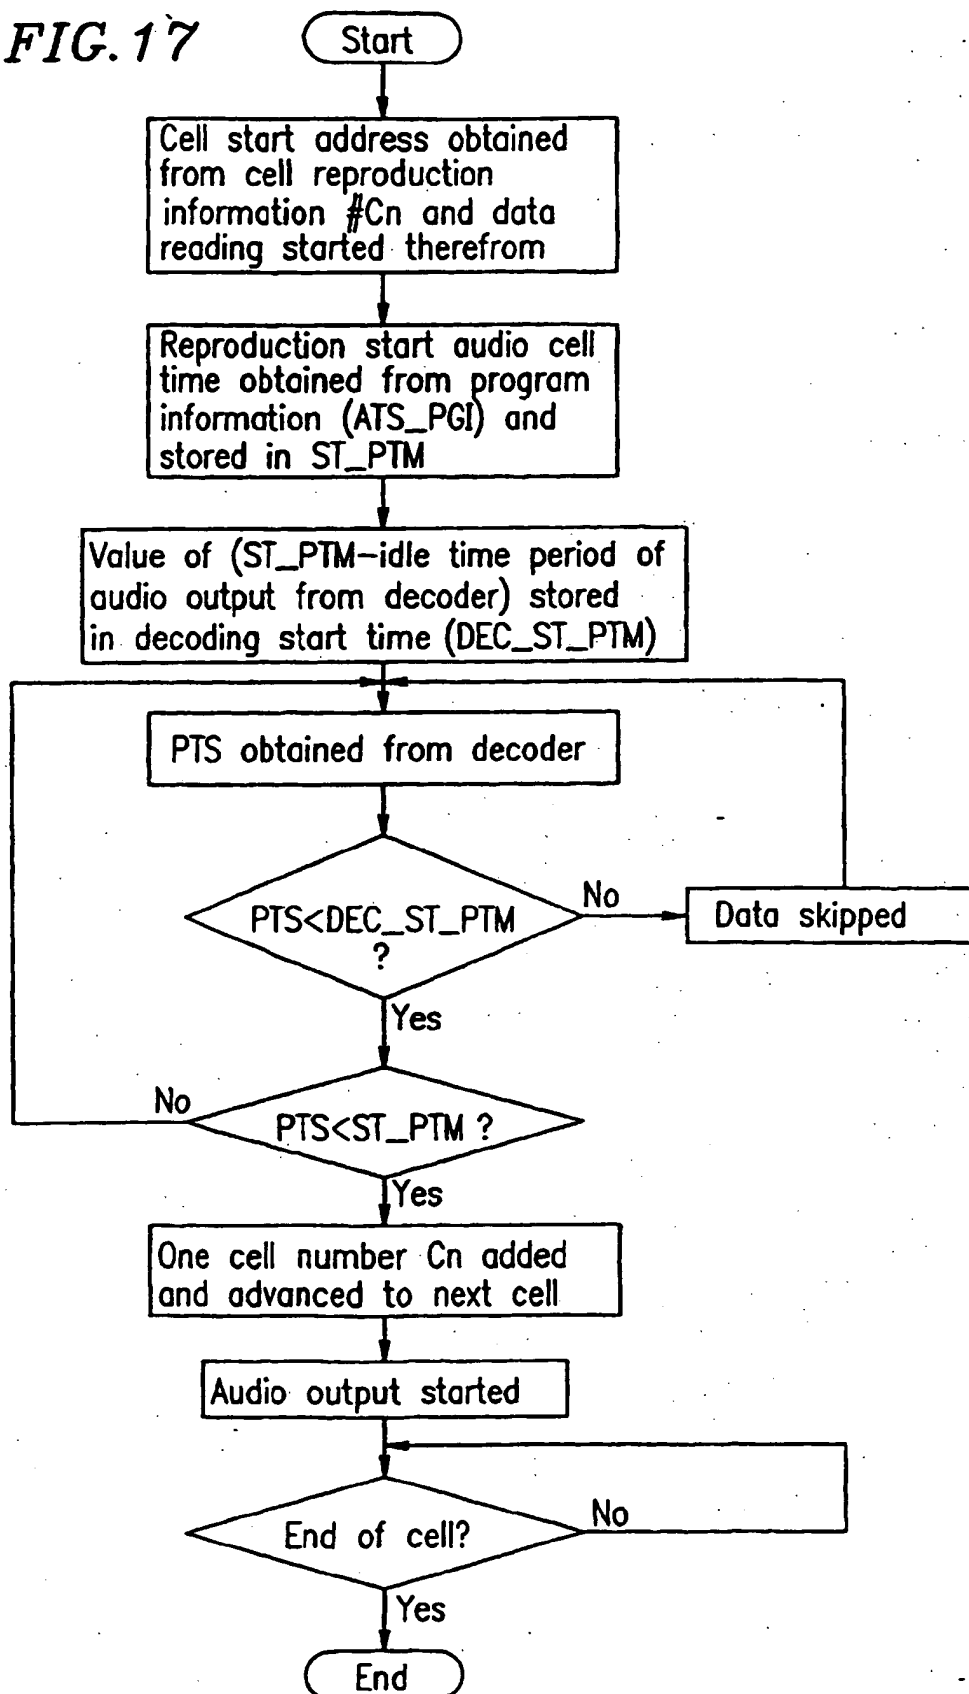 FIG. 17
Start
Cell start address obtained
from cell reproduction
information #Cn and data
reading started therefrom
Reproduction start audio cell
time obtained from program
information (ATS_PGI) and
stored in ST_PTM
Value of (ST_PTM-idle time period of
audio output from decoder) stored
in decoding start time (DEC_ST_PTM)
PTS obtained from decoder
PTS<DEC_ST_PTM
?
No
Data skipped
Yes
PTS<ST_PTM ?
No
Yes
One cell number Cn added
and advanced to next cell
Audio output started
End of cell?
No
Yes
End